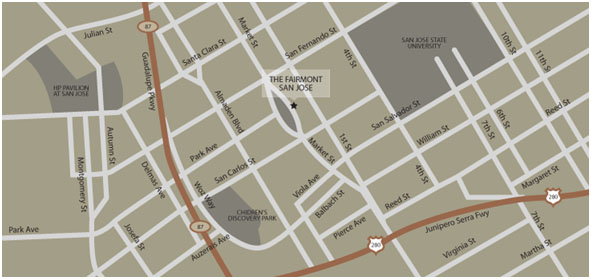 Julian St
87
Guadalupe Pkwy
Santa Clara St
Market St
San Fernando St
4th St
SAN JOSE STATE
UNIVERSITY
10th St
11th St
THE FAIRMONT
SAN JOSE
HP PAVILION
AT SAN JOSE
Almaden Blvd
San Salvador St
Reed St
William St
6th St
7th St
1st St
Market St
Autumn St
Montgomery St
Delmas Ave
Park Ave
San Carlos St
Viola Ave
Balbach St
4th St
Reed St
Margaret St
280
Woz Way
CHIDREN'S
DISCOVERY PARK
Pierce Ave
Junipero Serra Fwy
7th St
Park Ave
Josefa St
87
Auzerais Ave
280
Virginia St
Martha St